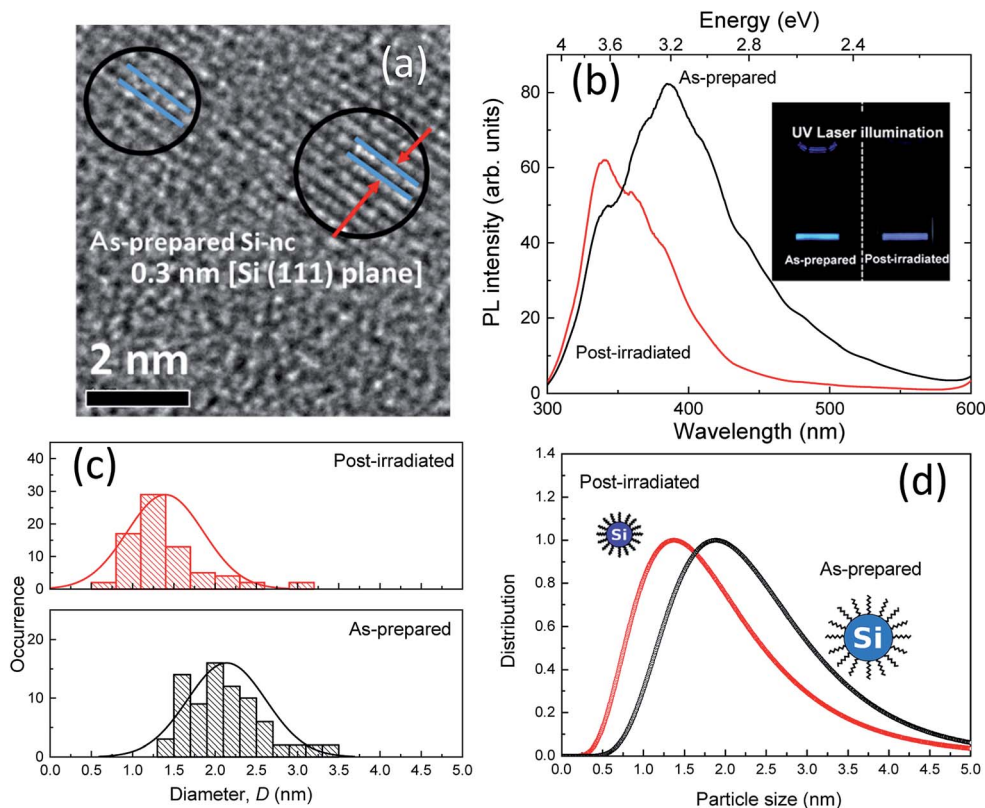 (a)
As-prepared Si-nc
0.3 nm [Si (111) plane]
2 nm
Energy (eV)
4 3.6 3.2 2.8 2.4
(b)
As-prepared
UV Laser illumination
As-prepared Post-irradiated
Post-irradiated
PL intensity (arb. units)
80
60
40
20
0
300 400 500 600
Wavelength (nm)
(c)
Post-irradiated
40
30
20
10
0
As-prepared
20
10
0
Occurrence
0.0 0.5 1.0 1.5 2.0 2.5 3.0 3.5 4.0 4.5 5.0
Diameter, D (nm)
(d)
Post-irradiated
Si
As-prepared
Si
Distribution
1.4
1.2
1.0
0.8
0.6
0.4
0.2
0.0
0.0 0.5 1.0 1.5 2.0 2.5 3.0 3.5 4.0 4.5 5.0
Particle size (nm)